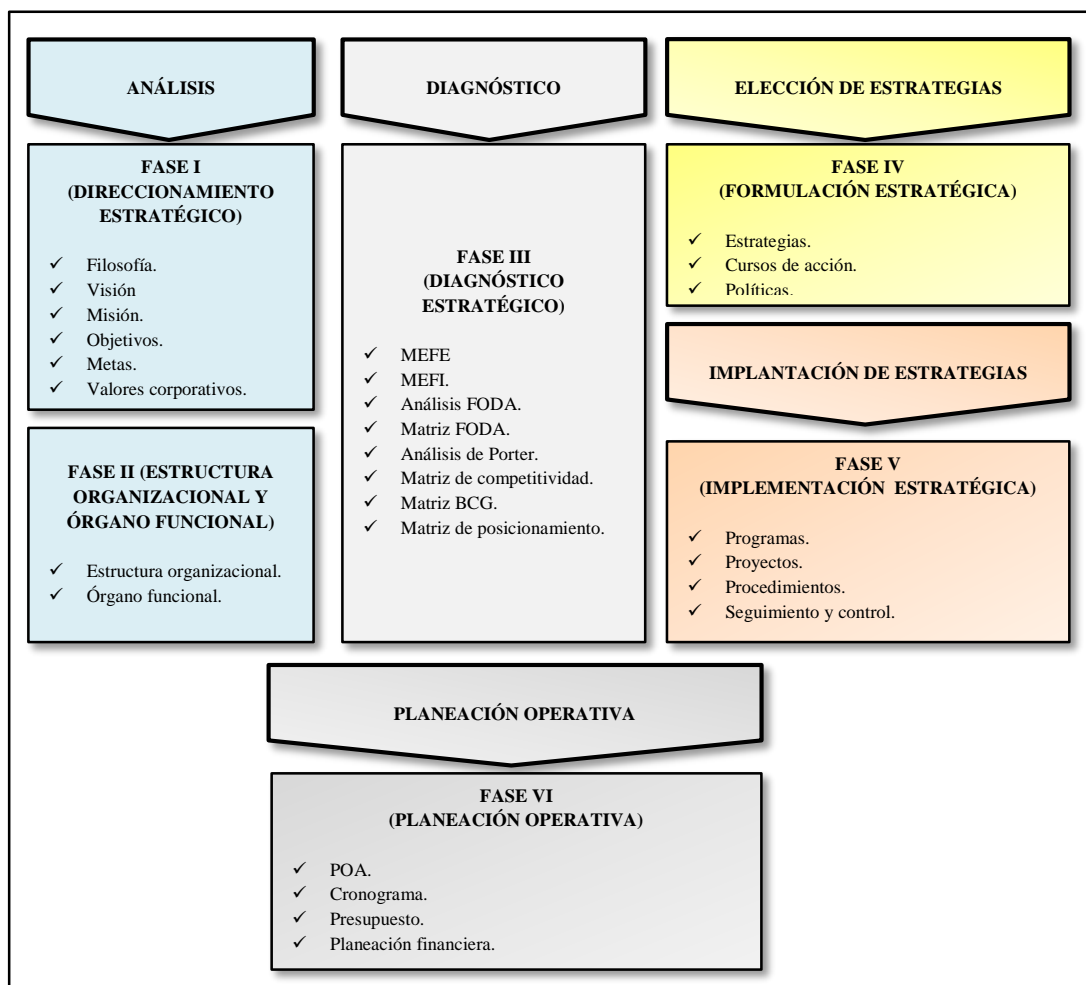 ANÁLISIS
FASE I
(DIRECCIONAMIENTO
ESTRATÉGICO)
✓ Filosofía.
✓ Visión
✓ Misión.
✓ Objetivos.
✓ Metas.
✓ Valores corporativos.
FASE II (ESTRUCTURA
ORGANIZACIONAL Y
ÓRGANO FUNCIONAL)
✓ Estructura organizacional.
✓ Órgano funcional.
DIAGNÓSTICO
FASE III
(DIAGNÓSTICO
ESTRATÉGICO)
✓ MEFE
✓ MEFI.
✓ Análisis FODA.
✓ Matriz FODA.
✓ Análisis de Porter.
✓ Matriz de competitividad.
✓ Matriz BCG.
✓ Matriz de posicionamiento.
ELECCIÓN DE ESTRATEGIAS
FASE IV
(FORMULACIÓN ESTRATÉGICA)
✓ Estrategias.
✓ Cursos de acción.
✓ Políticas.
IMPLANTACIÓN DE ESTRATEGIAS
FASE V
(IMPLEMENTACIÓN ESTRATÉGICA)
✓ Programas.
✓ Proyectos.
✓ Procedimientos.
✓ Seguimiento y control.
PLANEACIÓN OPERATIVA
FASE VI
(PLANEACIÓN OPERATIVA)
✓ POA.
✓ Cronograma.
✓ Presupuesto.
✓ Planeación financiera.